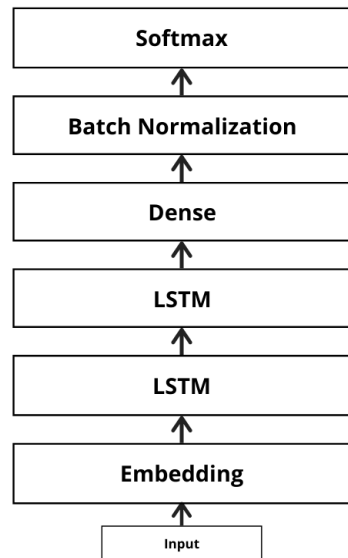 Softmax
Batch Normalization
Dense
LSTM
LSTM
Embedding
Input